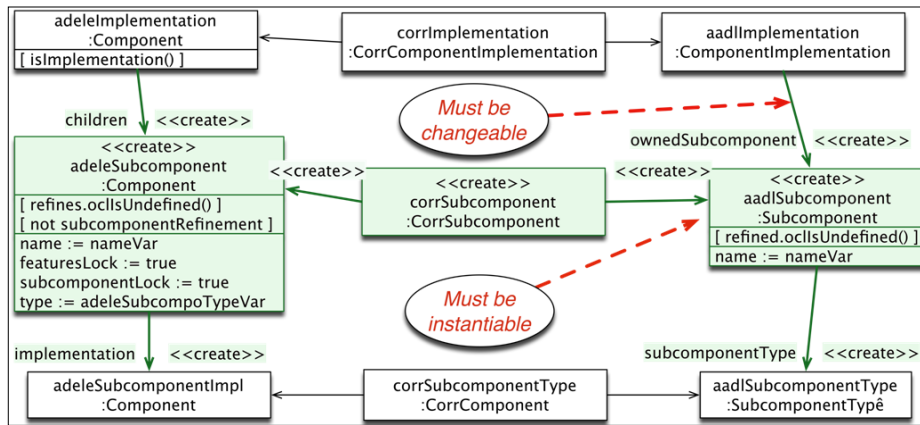 adeleImplementation
:Component
[ isImplementation() ]
corrImplementation
:CorrComponentImplementation
aadlImplementation
:ComponentImplementation
children
<<create>>
Must be
changeable
ownedSubcomponent
<<create>>
<<create>>
adeleSubcomponent
:Component
[ refines.oclIsUndefined() ]
[ not subcomponentRefinement ]
name := nameVar
featuresLock := true
subcomponentLock := true
type := adeleSubcompoTypeVar
<<create>>
<<create>>
corrSubcomponent
:CorrSubcomponent
<<create>>
<<create>>
aadlSubcomponent
:Subcomponent
[ refined.oclIsUndefined() ]
name := nameVar
Must be
instantiable
implementation
<<create>>
subcomponentType
<<create>>
adeleSubcomponentImpl
:Component
corrSubcomponentType
:CorrComponent
aadlSubcomponentType
:SubcomponentTypê